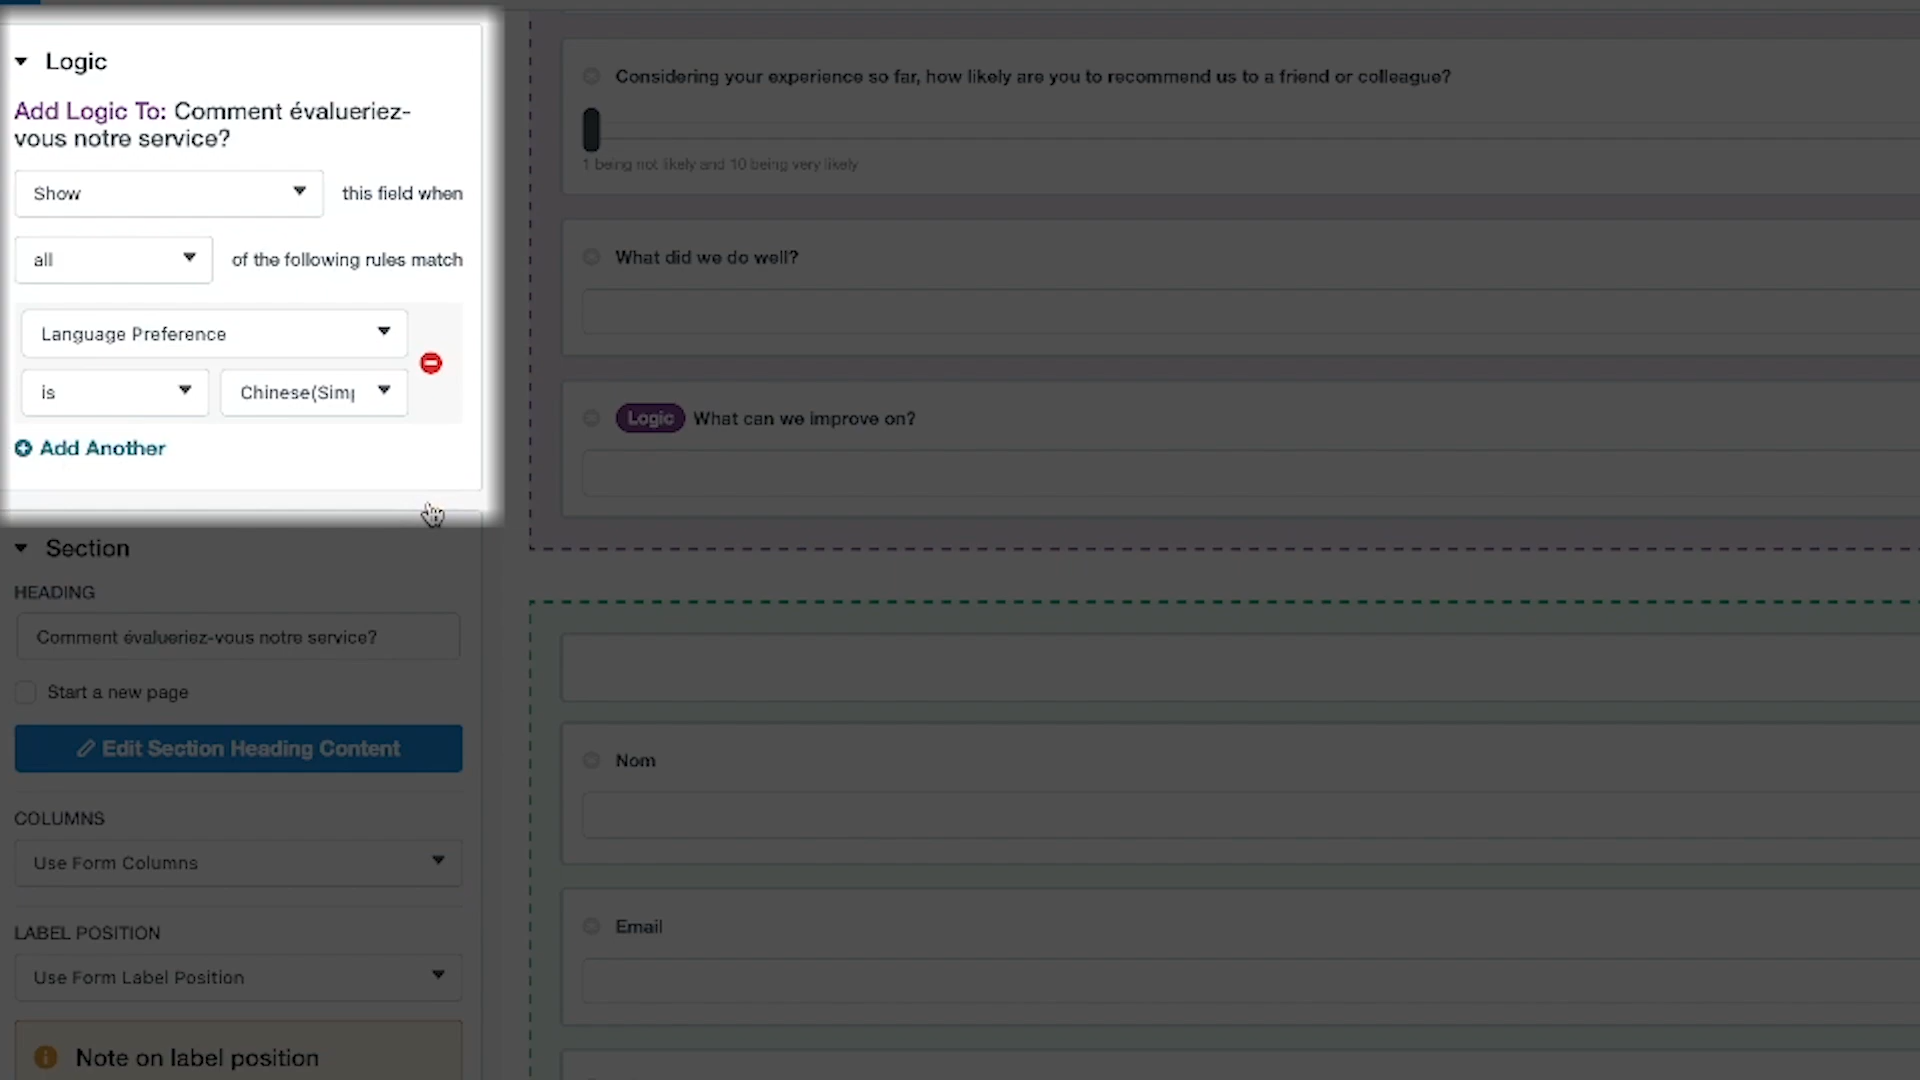 Logic
Add Logic To: Comment évalueriez-
vous notre service?
Show this field when
all of the following rules match
Language Preference
is Chinese(Simp
Add Another
Section
HEADING
Comment évalueriez-vous notre service?
Start a new page
Edit Section Heading Content
COLUMNS
Use Form Columns
LABEL POSITION
Use Form Label Position
Note on label position
Considering your experience so far, how likely are you to recommend us to a friend or colleague?
1 being not likely and 10 being very likely
What did we do well?
Logic What can we improve on?
Nom
Email